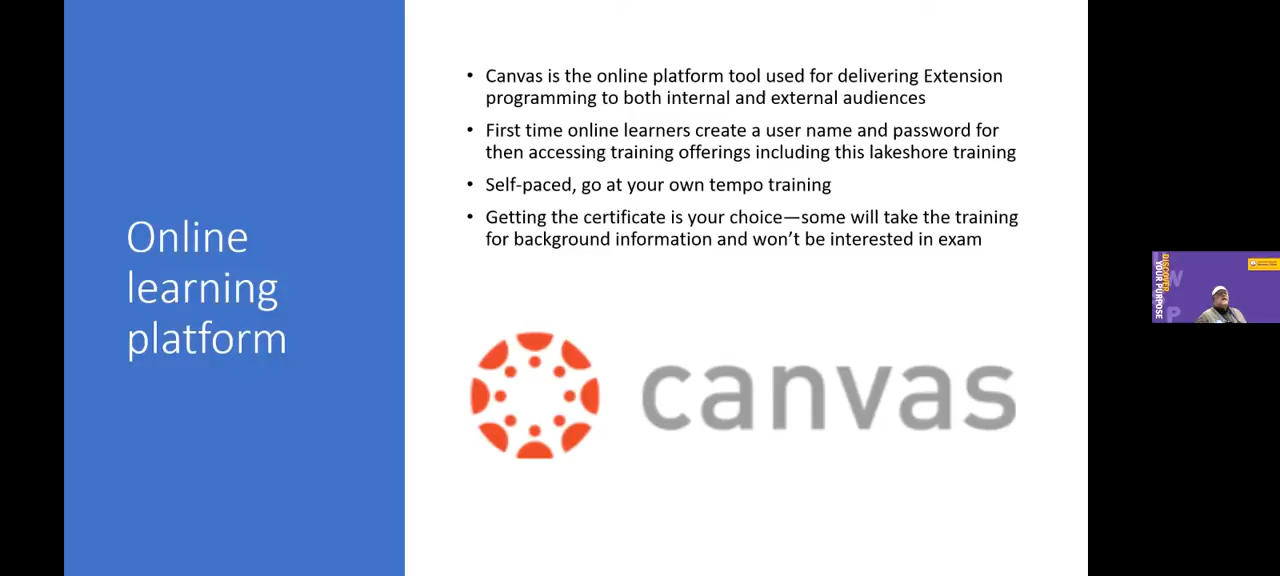 Online
learning
platform
• Canvas is the online platform tool used for delivering Extension
programming to both internal and external audiences
• First time online learners create a user name and password for
then accessing training offerings including this lakeshore training
• Self-paced, go at your own tempo training
• Getting the certificate is your choice—some will take the training
for background information and won’t be interested in exam
canvas
DISCOVER
YOUR PURPOSE
W
P